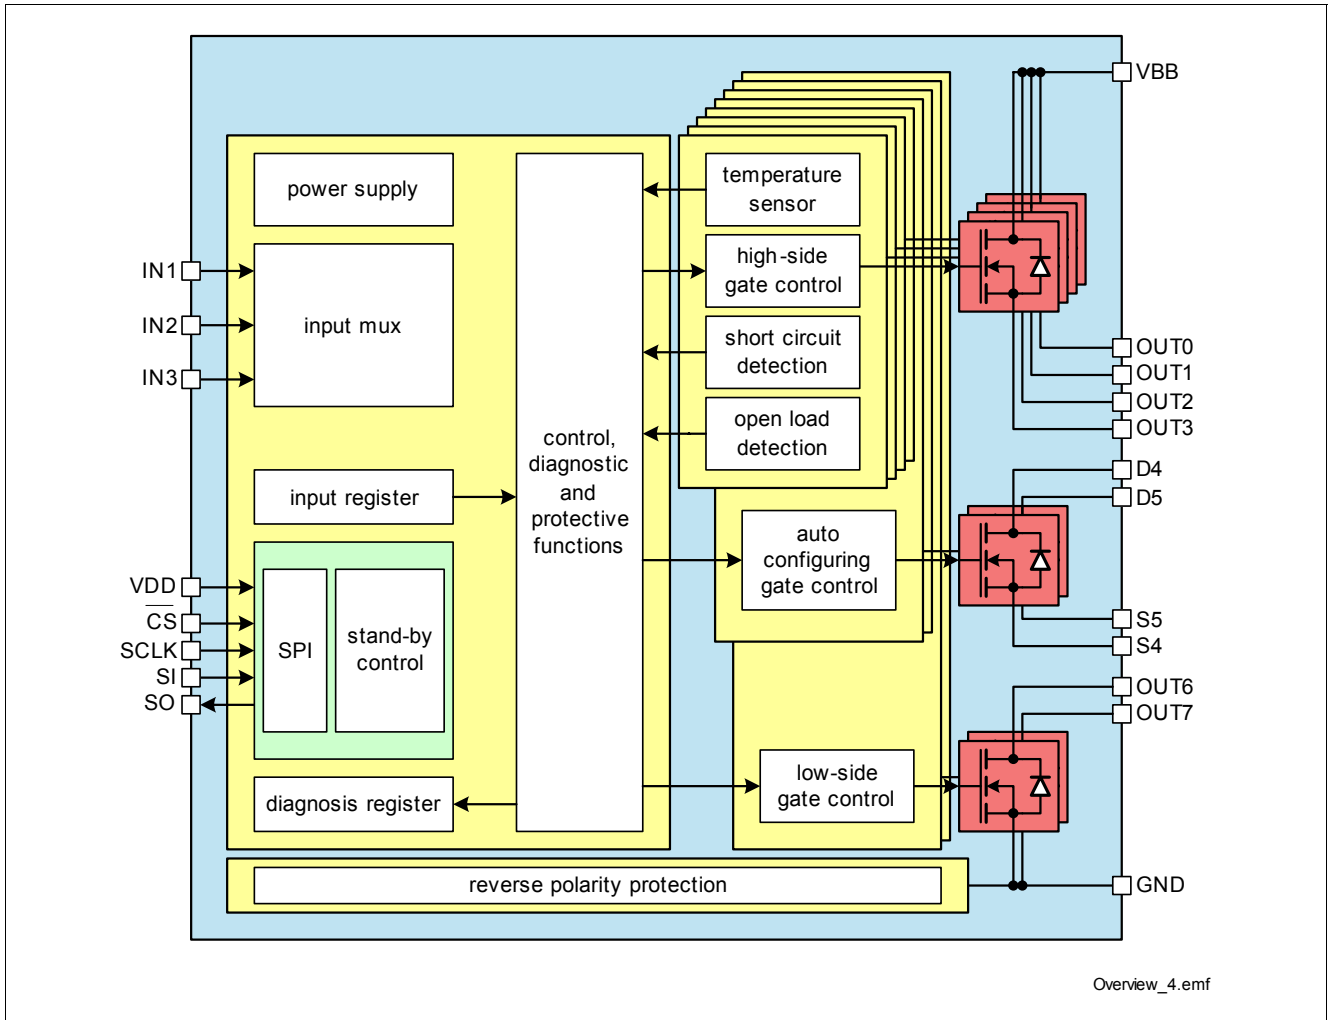 VBB
power supply
temperature
sensor
IN1
IN2
IN3
input mux
high-side
gate control
short circuit
detection
open load
detection
OUT0
OUT1
OUT2
OUT3
control,
diagnostic
and
protective
functions
input register
D4
D5
auto
configuring
gate control
VDD
CS
SCLK
SI
SO
SPI
stand-by
control
S5
S4
OUT6
OUT7
low-side
gate control
diagnosis register
reverse polarity protection
GND
Overview_4.emf